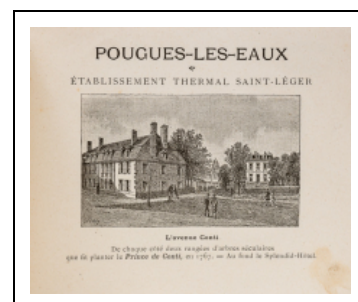 POUGUES-LES-EAUX
ÉTABLISSEMENT THERMAL SAINT-LÉGER
L'avenue Conti
De chaque côté deux rangées d'arbres séculaires
que fit planter le Prince de Conti, en 1767. — Au fond le Splendid-Hôtel.